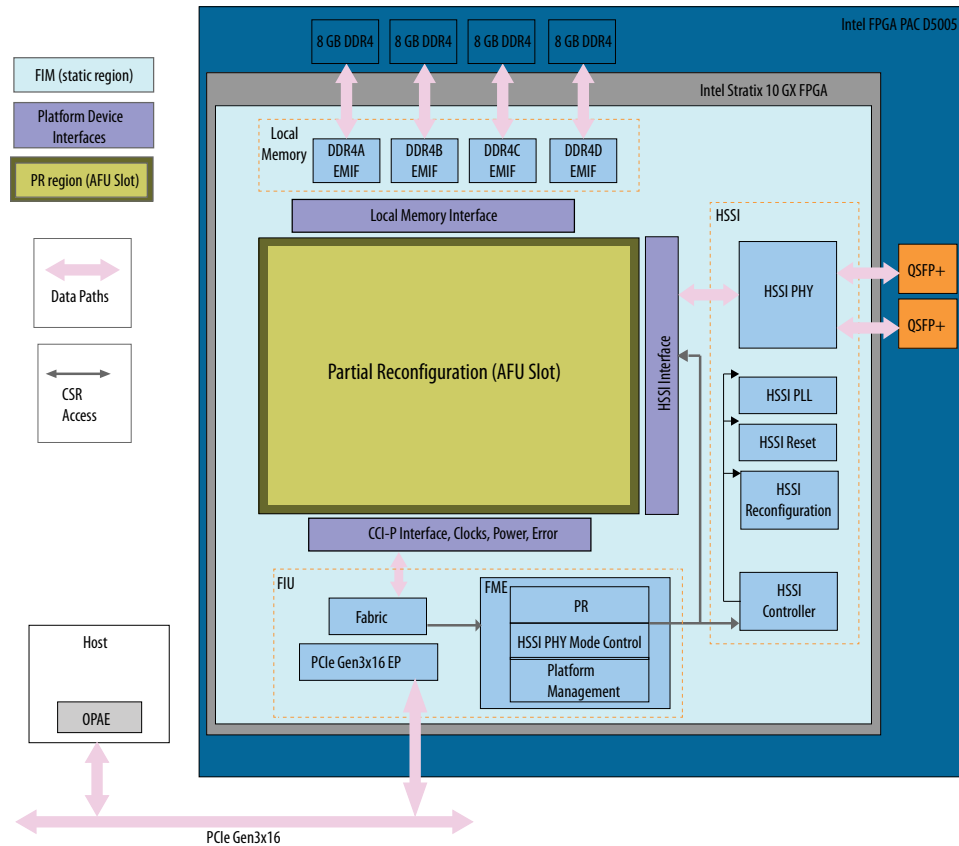 Intel FPGA PAC D5005
8 GB DDR4
8 GB DDR4
8 GB DDR4
8 GB DDR4
FIM (static region)
Platform Device
Interfaces
PR region (AFU Slot)
Data Paths
CSR
Access
Intel Stratix 10 GX FPGA
Local
Memory
DDR4A
EMIF
DDR4B
EMIF
DDR4C
EMIF
DDR4D
EMIF
Local Memory Interface
Partial Reconfiguration (AFU Slot)
HSSI Interface
HSSI
HSSI PHY
QSFP+
QSFP+
HSSI PLL
HSSI Reset
HSSI
Reconfiguration
HSSI
Controller
CCI-P Interface, Clocks, Power, Error
FIU
Fabric
PCIe Gen3x16 EP
FME
PR
HSSI PHY Mode Control
Platform
Management
Host
OPAE
PCIe Gen3x16